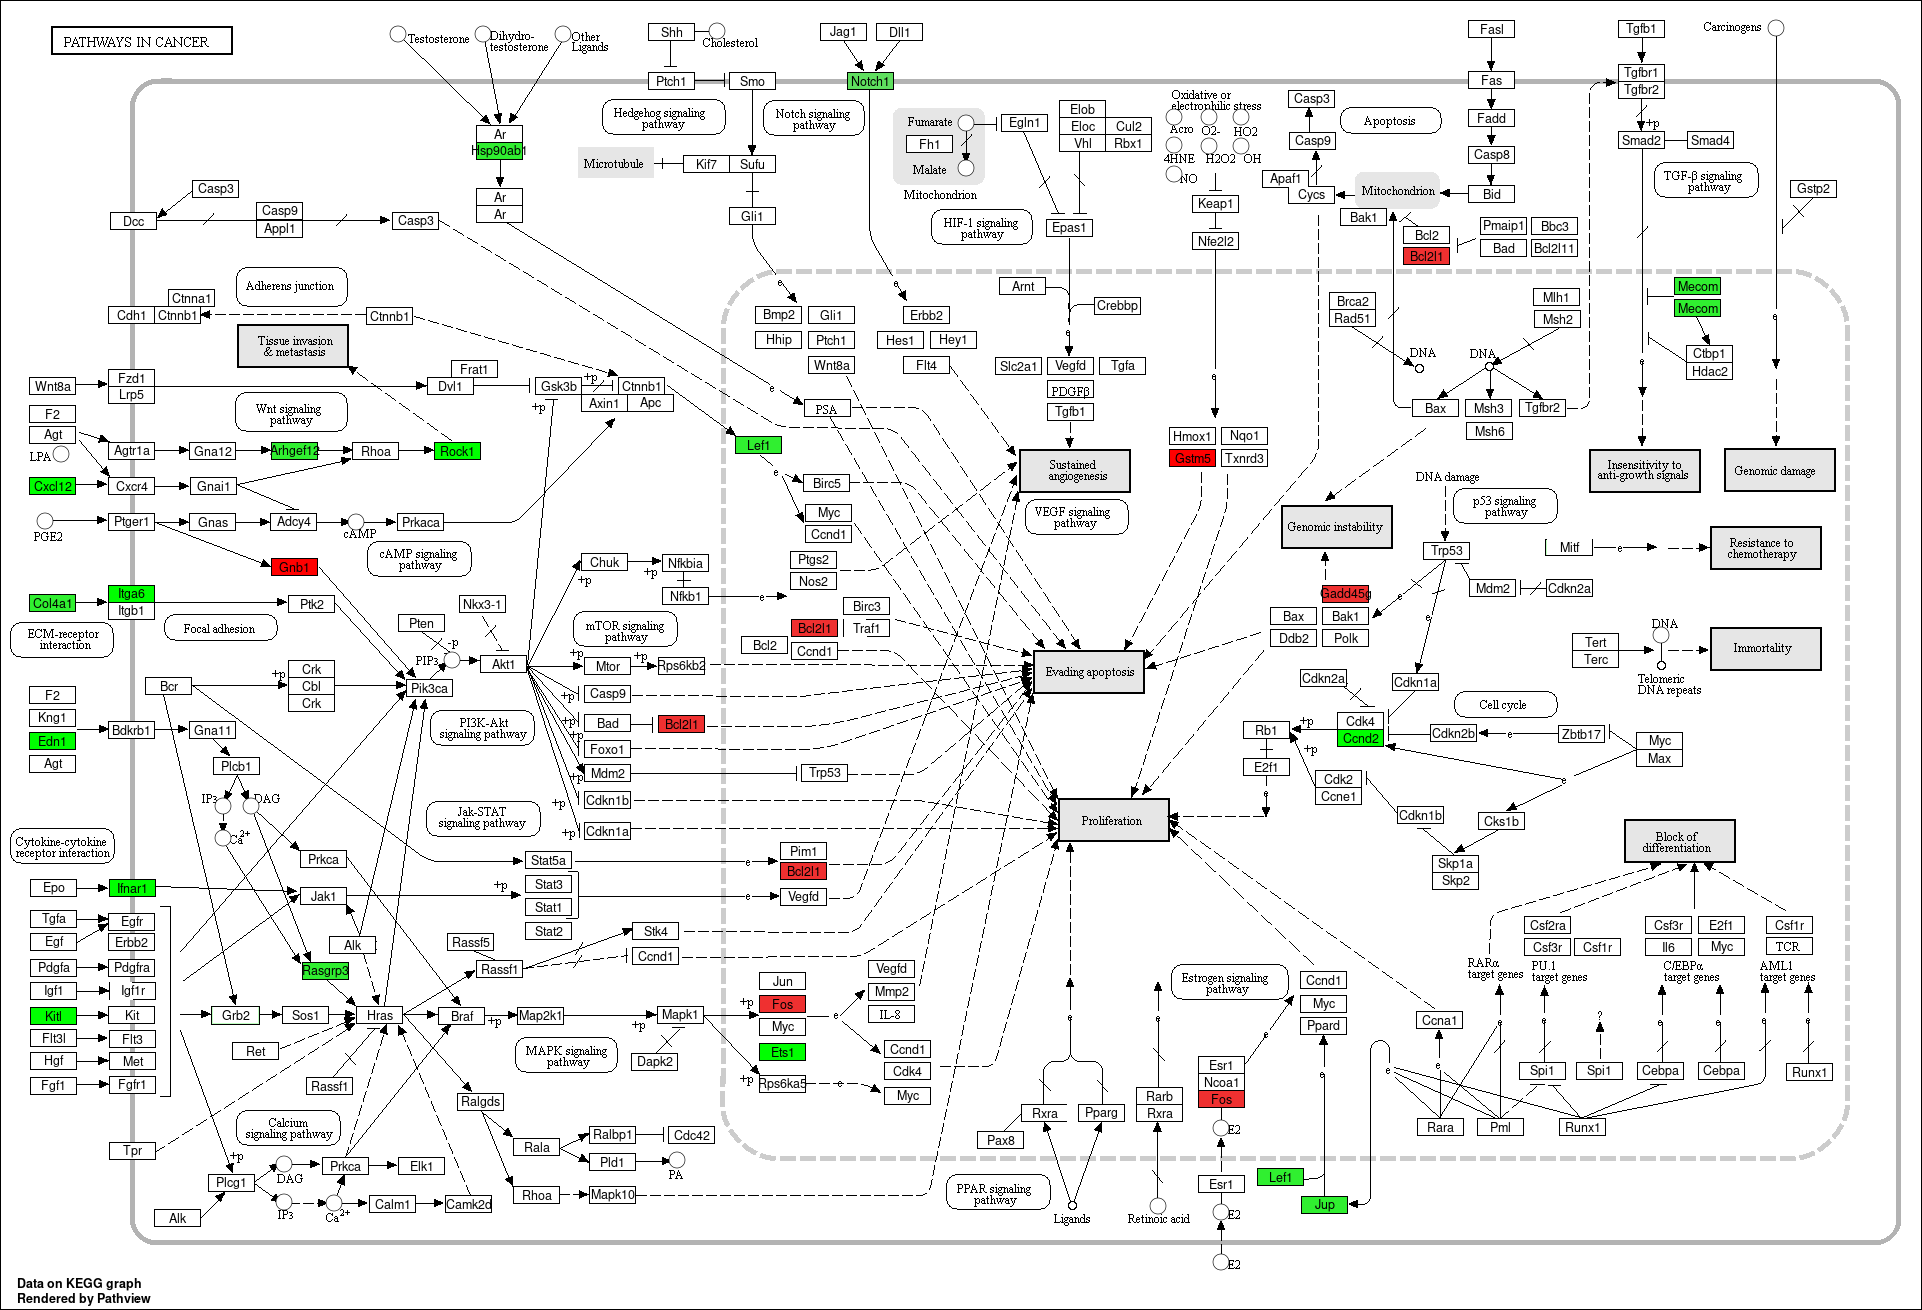 PATHWAYS IN CANCER
Testosterone
Dihydro-
testosterone
Other
Ligands
Shh
Cholesterol
Jag1
Dll1
Fasl
Tgfb1
Carcinogens
Ptch1
Smo
Notch1
Fas
Tgfbr1
Tgfbr2
Hedgehog signaling
pathway
Notch signaling
pathway
Fumarate
Fh1
Malate
Mitochondrion
Egln1
Elob
Eloc
Cul2
Vhl
Rbx1
Oxidative or
electrophilic stress
Acro
O2-
HO2
4HNE
H2O2
OH
NO
Casp3
Casp9
Apoptosis
Fadd
Casp8
+p
Smad2
Smad4
Ar
Hsp90ab1
Ar
Ar
Microtubule
Kif7
Sufu
Gli1
HIF-1 signaling
pathway
Epas1
Keap1
Nfe2l2
Apaf1
Cycs
Mitochondrion
Bid
Bak1
Bcl2
Bcl2l1
Pmaip1
Bbc3
Bad
Bcl2l11
TGF-β signaling
pathway
Gstp2
Casp3
Dcc
Casp9
Appl1
Casp3
Adherens junction
Ctnna1
Cdh1
Ctnnb1
Ctnnb1
Tissue invasion
& metastasis
e
Bmp2
Gli1
Hhip
Ptch1
Wnt8a
e
Erbb2
Hes1
Hey1
Flt4
Arnt
Crebbp
e
Slc2a1
Vegfd
Tgfa
PDGFβ
Tgfb1
Brca2
Rad51
Mlh1
Msh2
DNA
DNA
Mecom
Mecom
Ctbp1
Hdac2
e
e
e
Wnt8a
Fzd1
Lrp5
Frat1
Dvl1
Gsk3b
+p
Ctnnb1
+p
Axin1
Apc
e
PSA
Bax
Msh3
Tgfbr2
Msh6
F2
Agt
LPA
Wnt signaling
pathway
Agtr1a
Gna12
Arhgef12
Rhoa
Rock1
Lef1
e
Hmox1
Nqo1
Gstm5
Txnrd3
Sustained
angiogenesis
Insensitivity to
anti-growth signals
Genomic damage
Cxcl12
Cxcr4
Gnai1
Birc5
Myc
Ccnd1
VEGF signaling
pathway
Genomic instability
DNA damage
p53 signaling
pathway
PGE2
Ptger1
Gnas
Adcy4
cAMP
Prkaca
cAMP signaling
pathway
Gnb1
Chuk
+p
+p
Nfkbia
Nfkb1
e
Ptgs2
Nos2
Trp53
Mitf
e
Resistance to
chemotherapy
Col4a1
Itga6
Itgb1
Ptk2
Focal adhesion
ECM-receptor
interaction
Nkx3-1
Pten
-p
PIP3
Akt1
mTOR signaling
pathway
Birc3
Bcl2l1
Traf1
Bcl2
Ccnd1
Gadd45g
Bax
Bak1
Ddb2
Polk
e
e
Mdm2
Cdkn2a
Tert
Terc
DNA
Telomeric
DNA repeats
Immortality
+p
Mtor
+p
Rps6kb2
Evading apoptosis
Bcr
+p
Crk
Cbl
Crk
Pik3ca
+p
Casp9
Cdkn2a
Cdkn1a
Cell cycle
F2
Kng1
Edn1
Agt
Bdkrb1
Gna11
PI3K-Akt
signaling pathway
+p
Bad
Bcl2l1
+p
Foxo1
Rb1
+p
Cdk4
Ccnd2
Cdkn2b
e
Zbtb17
Myc
Max
Plcb1
+p
Mdm2
Trp53
E2f1
+p
Cdk2
Ccne1
e
IP3
DAG
Ca2+
Jak-STAT
signaling pathway
+p
Cdkn1b
+p
Cdkn1a
Proliferation
e
Cdkn1b
Cks1b
Skp1a
Skp2
Block of
differentiation
Cytokine-cytokine
receptor interaction
Prkca
Stat5a
e
Pim1
Bcl2l1
Epo
Ifnar1
Jak1
+p
Stat3
Stat1
Stat2
e
Vegfd
Tgfa
Egf
Egfr
Erbb2
Alk
Rassf5
Rassf1
Stk4
Ccnd1
Csf2ra
Csf3r
Csf1r
Csf3r
E2f1
Il6
Myc
Csf1r
TCR
Pdgfa
Pdgfra
Rasgrp3
Igf1
Igf1r
Jun
+p
Fos
Myc
Ets1
Vegfd
Mmp2
IL-8
Estrogen signaling
pathway
Ccnd1
Myc
Ppard
RARα
target genes
PU.1
target genes
C/EBPα
target genes
AML1
target genes
Kitl
Kit
Grb2
Sos1
Hras
Braf
+p
Map2k1
+p
Mapk1
e
e
e
Ccna1
e
e
?
e
e
e
Flt3l
Flt3
Ret
MAPK signaling
pathway
Dapk2
Ccnd1
Cdk4
Hgf
Met
Fgf1
Fgfr1
Rassf1
+p
Rps6ka5
e
Myc
Esr1
Ncoa1
Fos
e
e
e
Spi1
Spi1
Cebpa
Cebpa
Runx1
Ralgds
Rxra
Pparg
Rarb
Rxra
Pax8
E2
Rara
Pml
Runx1
Calcium
signaling pathway
Tpr
+p
Rala
Ralbp1
Cdc42
Pld1
PA
Plcg1
DAG
Prkca
Elk1
IP3
Ca2+
Calm1
Camk2d
Rhoa
Mapk10
Alk
PPAR signaling
pathway
Ligands
Retinoic acid
Esr1
E2
E2
Lef1
Jup
Data on KEGG graph
Rendered by Pathview